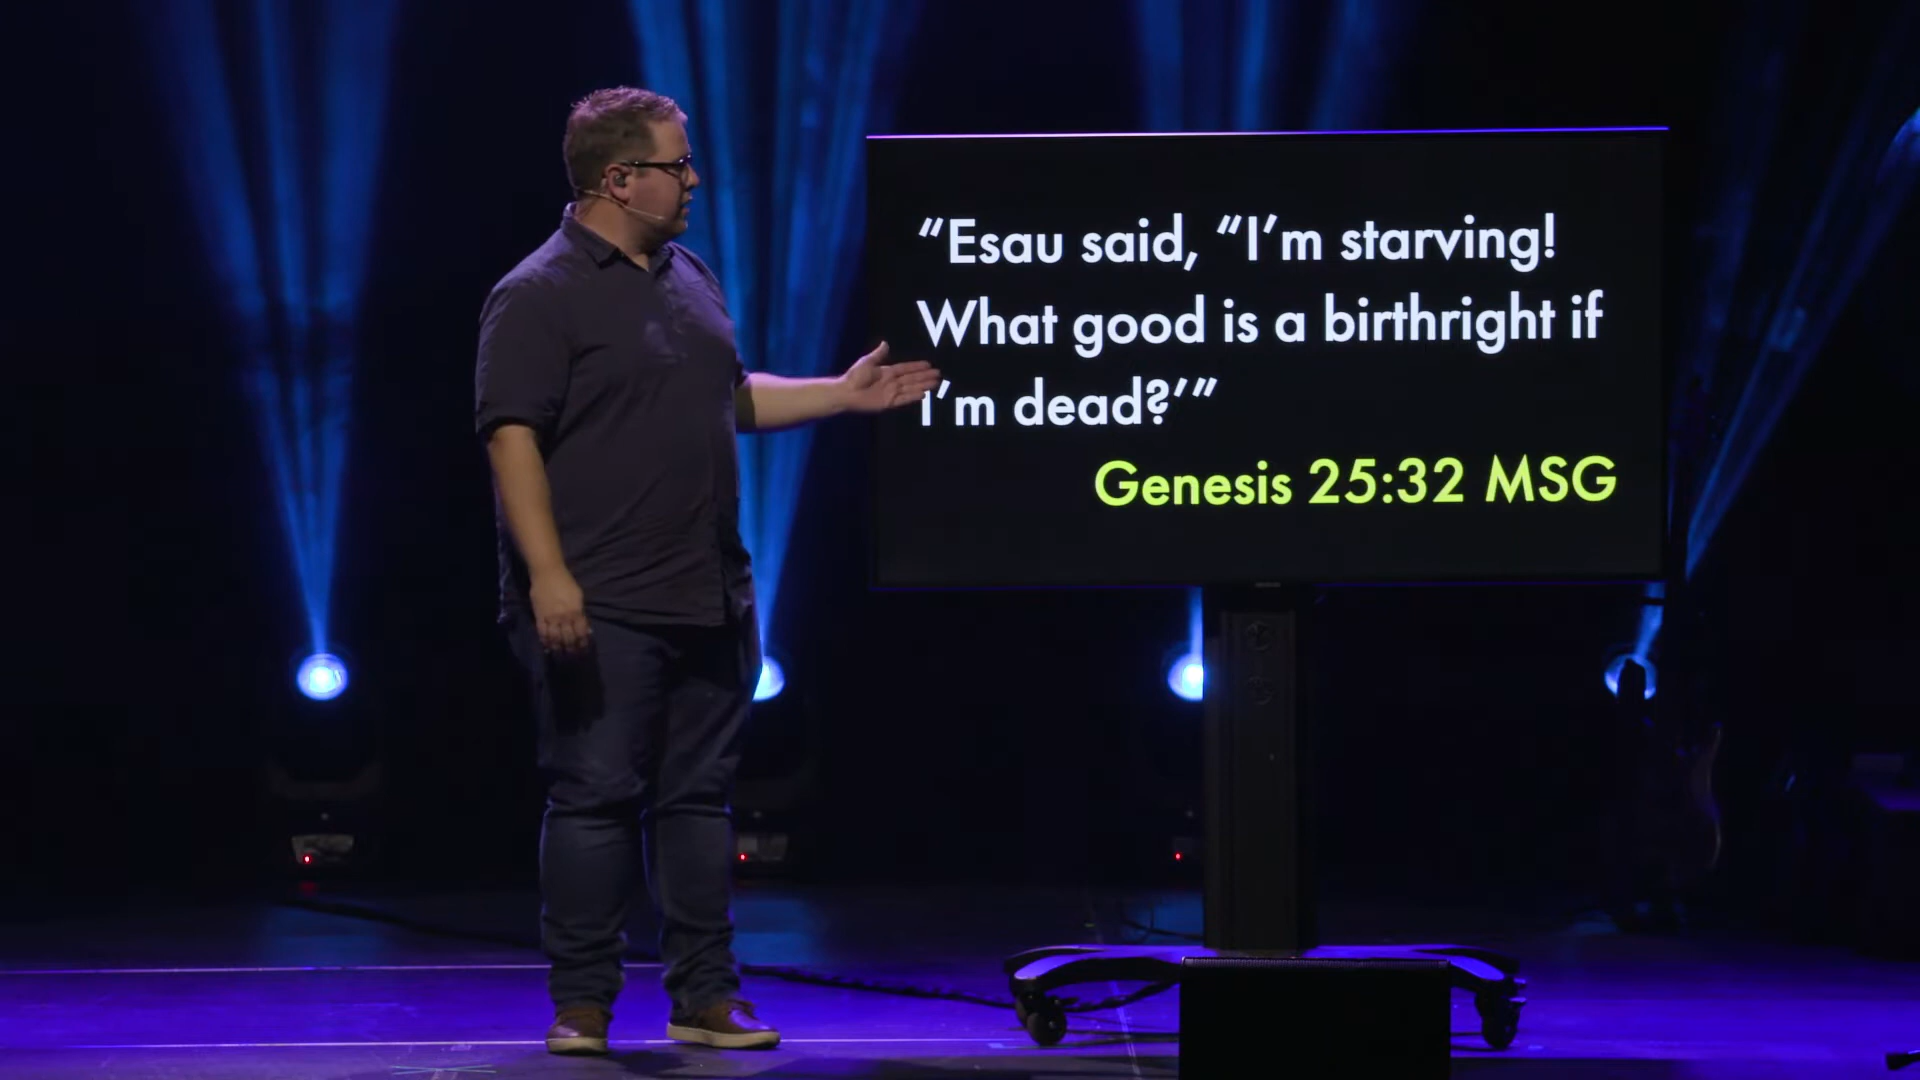 “Esau said, “I’m starving!
What good is a birthright if
I’m dead?’”
Genesis 25:32 MSG